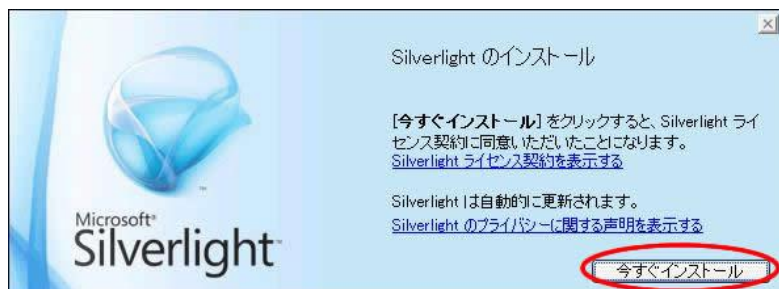 Silverlight のインストール
[今すぐインストール] をクリックすると、Silverlight ライ
センス契約に同意いただいたことになります。
Silverlight ライセンス契約を表示する
Silverlight は自動的に更新されます。
Silverlight のプライバシーに関する声明を表示する
Microsoft®
Silverlight™
今すぐインストール